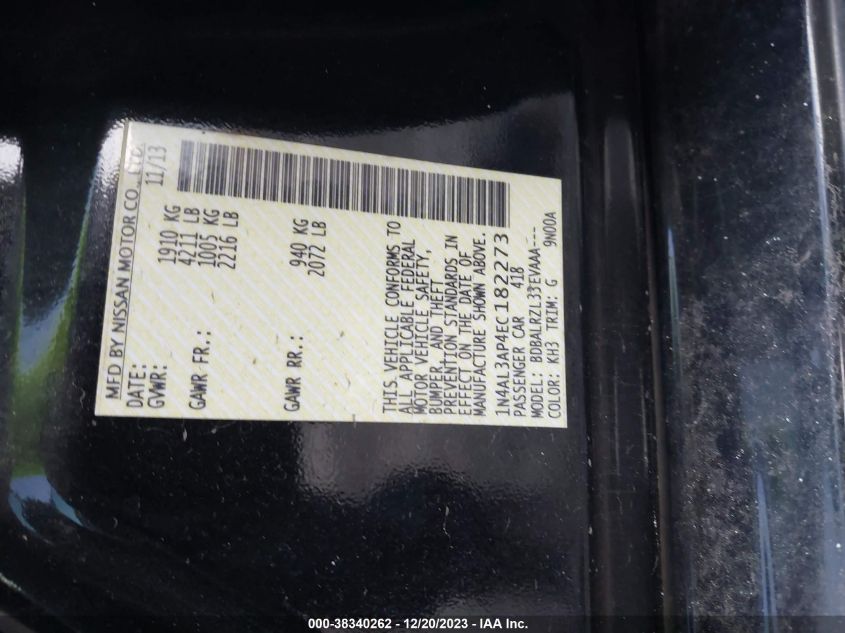 MFD BY NISSAN MOTOR CO., LTD.
DATE: 11/13
GVWR: 1910 KG
4211 LB
GAWR FR.: 1005 KG
2216 LB
GAWR RR.: 940 KG
2072 LB
THIS VEHICLE CONFORMS TO
ALL APPLICABLE FEDERAL
MOTOR VEHICLE SAFETY,
BUMPER, AND THEFT
PREVENTION STANDARDS IN
EFFECT ON THE DATE OF
MANUFACTURE SHOWN ABOVE.
1N4AL3AP4EC182273
PASSENGER CAR 418
MODEL: BDBALRZL33EVAAA---
COLOR: KH3 TRIM: G 9N00A
000-38340262 - 12/20/2023 - IAA Inc.